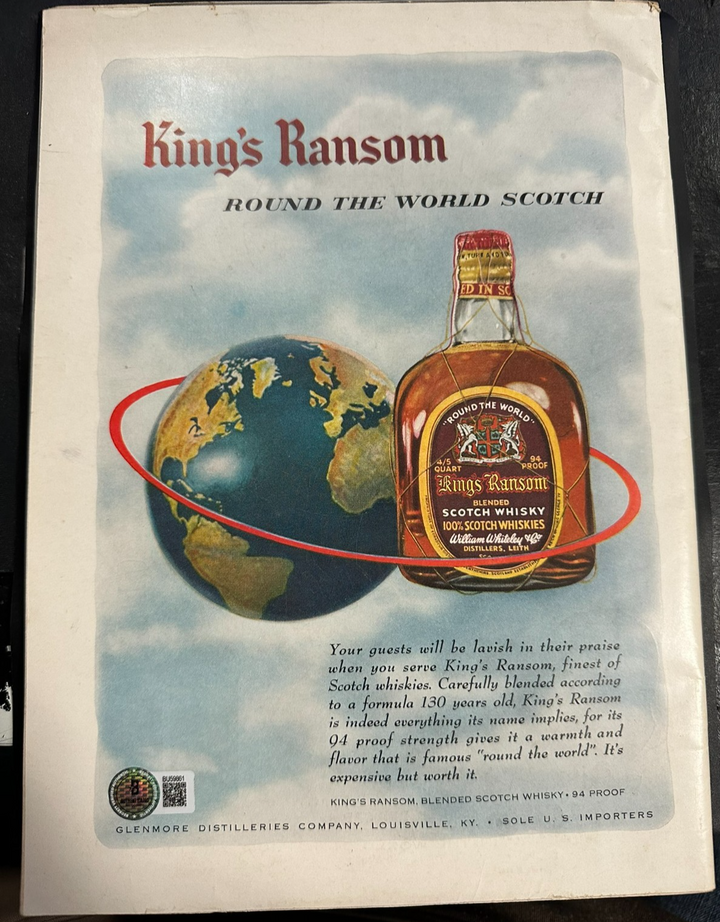 King's Ransom
ROUND THE WORLD SCOTCH
ED IN SC
"ROUND THE WORLD"
4/5 QUART
94 PROOF
King's Ransom
BLENDED
SCOTCH WHISKY
100% SCOTCH WHISKIES
William Whiteley & Co
DISTILLERS, LEITH
Your guests will be lavish in their praise
when you serve King's Ransom, finest of
Scotch whiskies. Carefully blended according
to a formula 130 years old, King's Ransom
is indeed everything its name implies, for its
94 proof strength gives it a warmth and
flavor that is famous "round the world". It's
expensive but worth it.
KING'S RANSOM, BLENDED SCOTCH WHISKY • 94 PROOF
BU59861
GLENMORE DISTILLERIES COMPANY, LOUISVILLE, KY. • SOLE U. S. IMPORTERS